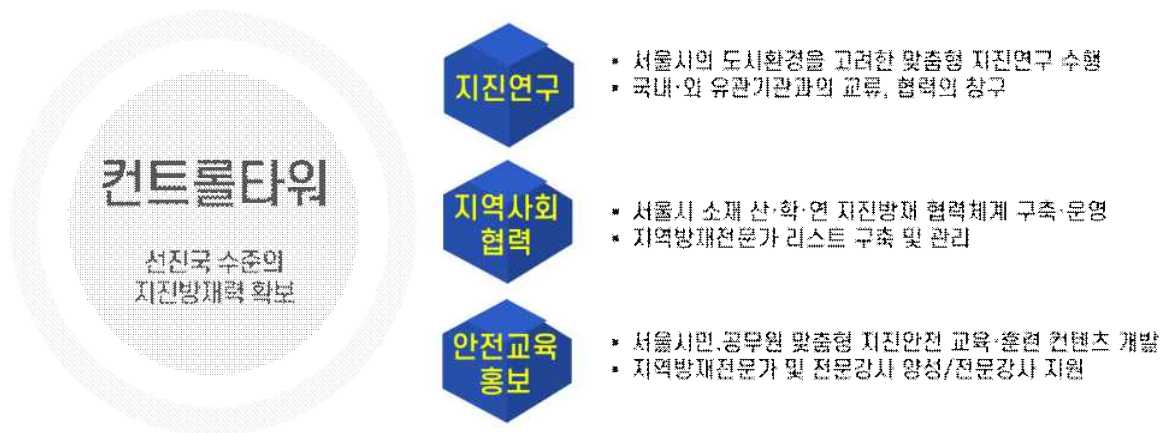 컨트롤타워
선진국 수준의
지진방재력 확보
지진연구
• 서울시의 도시환경을 고려한 맞춤형 지진연구 수행
• 국내·외 유관기관과의 교류, 협력의 창구
지역사회
협력
• 서울시 소재 산·학·연 지진방재 협력체계 구축·운영
• 지역방재전문가 리스트 구축 및 관리
안전교육
홍보
• 서울시민.공무원 맞춤형 지진안전 교육·훈련 컨텐츠 개발
• 지역방재전문가 및 전문강사 양성/전문강사 지원